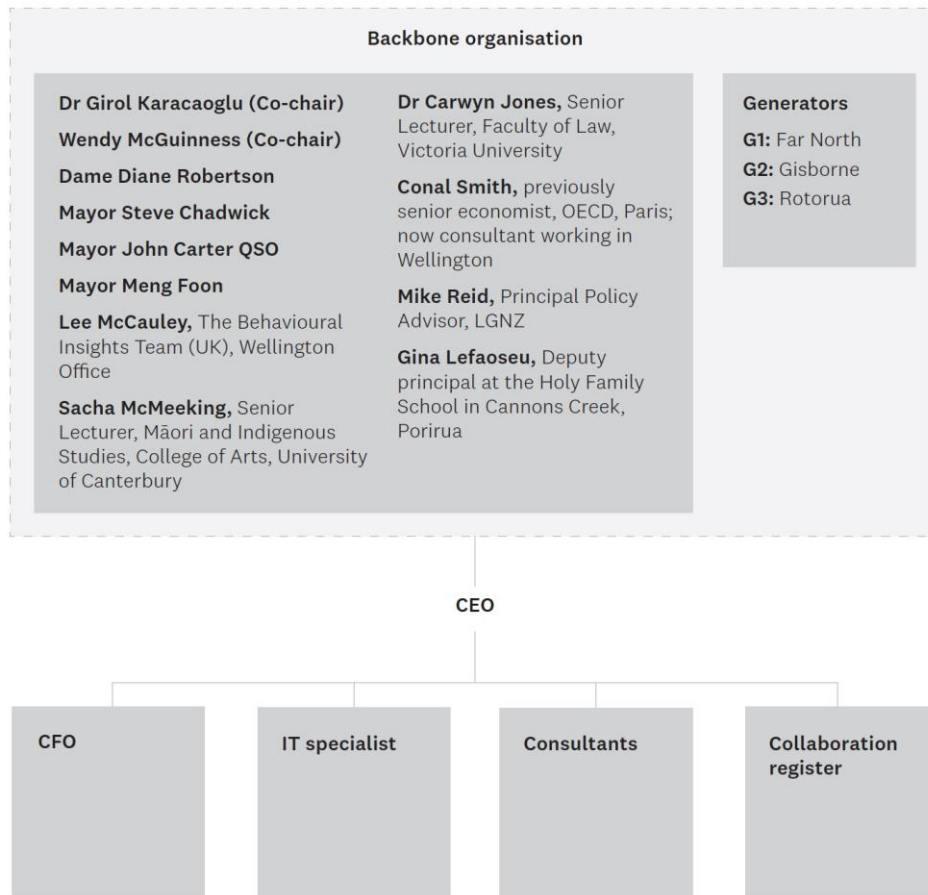 Backbone organisation
Dr Girol Karacaoglu (Co-chair)
Wendy McGuinness (Co-chair)
Dame Diane Robertson
Mayor Steve Chadwick
Mayor John Carter QSO
Mayor Meng Foon
Lee McCauley, The Behavioural
Insights Team (UK), Wellington
Office
Sacha McMeeking, Senior
Lecturer, Māori and Indigenous
Studies, College of Arts, University
of Canterbury
Dr Carwyn Jones, Senior
Lecturer, Faculty of Law,
Victoria University
Conal Smith, previously
senior economist, OECD, Paris;
now consultant working in
Wellington
Mike Reid, Principal Policy
Advisor, LGNZ
Gina Lefaoseu, Deputy
principal at the Holy Family
School in Cannons Creek,
Porirua
Generators
G1: Far North
G2: Gisborne
G3: Rotorua
CEO
CFO
IT specialist
Consultants
Collaboration
register